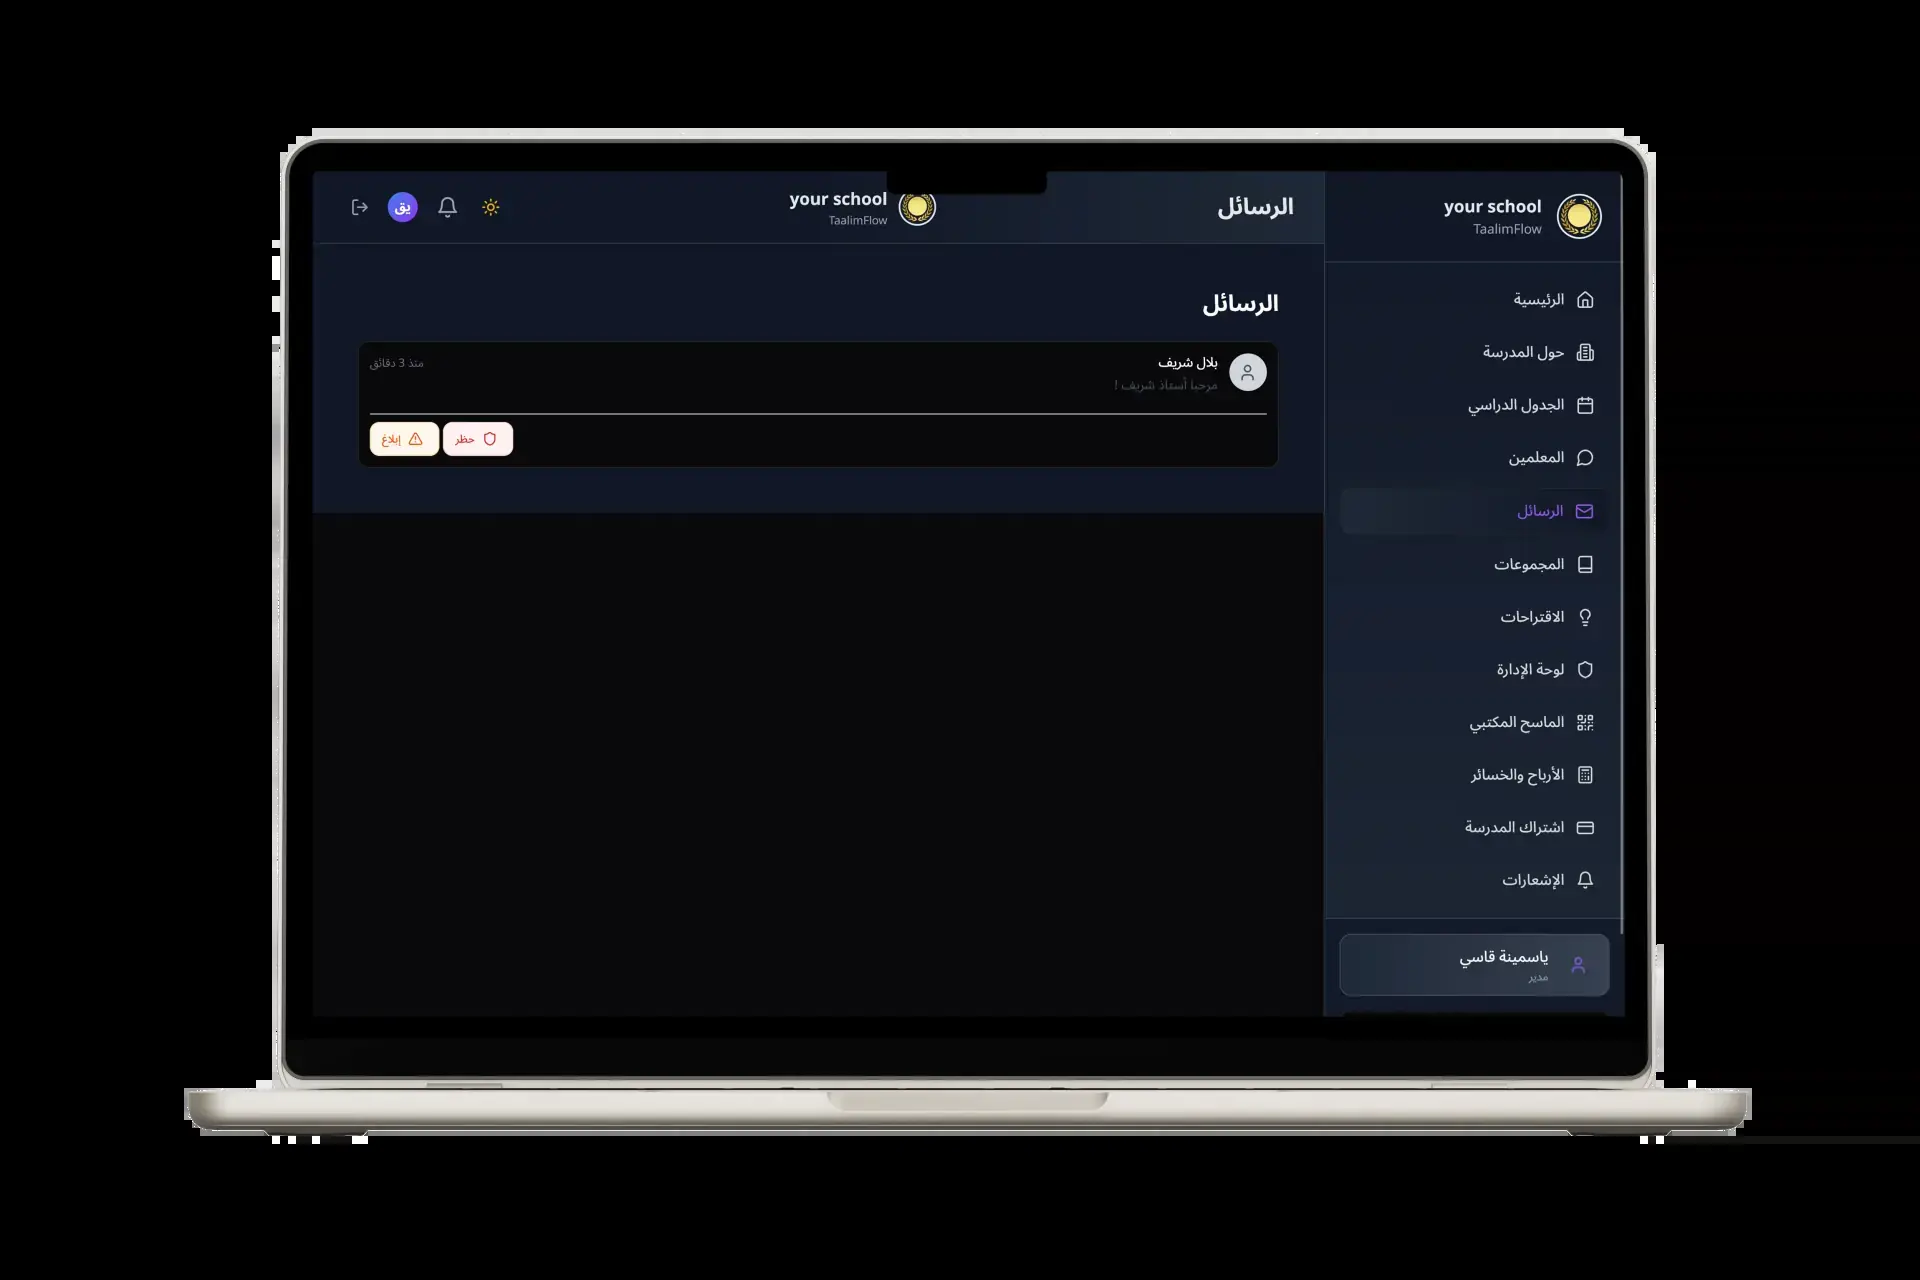 your school
TaalimFlow
الرئيسية
حول المدرسة
الجدول الدراسي
المعلمين
الرسائل
المجموعات
الاقتراحات
لوحة الإدارة
الماسح المكتبي
الأرباح والخسائر
اشتراك المدرسة
الإشعارات
ياسمينة قاسي
مدير
الرسائل
your school
TaalimFlow
يق
الرسائل
بلال شريف
منذ 3 دقائق
مرحبا أستاذ شريف !
حظر
إبلاغ